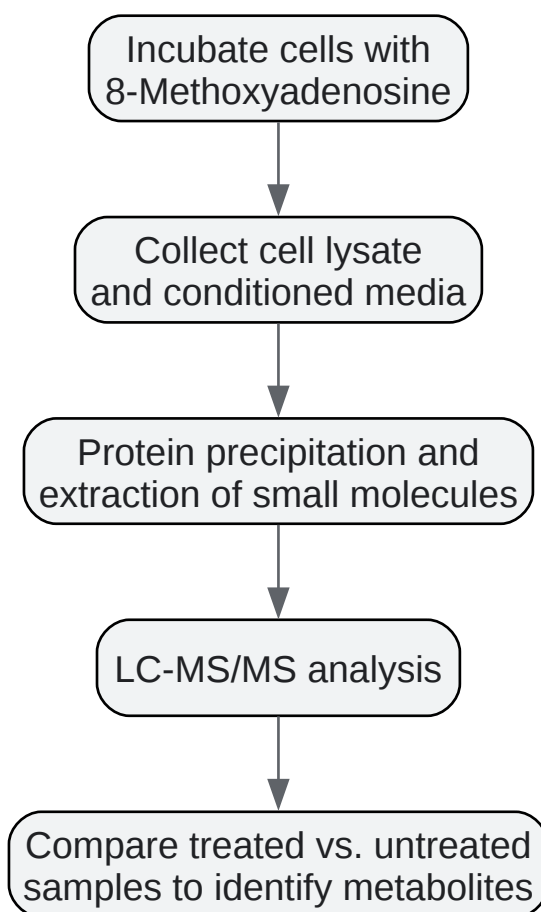 Incubate cells with
8-Methoxyadenosine
Collect cell lysate
and conditioned media
Protein precipitation and
extraction of small molecules
LC-MS/MS analysis
Compare treated vs. untreated
samples to identify metabolites